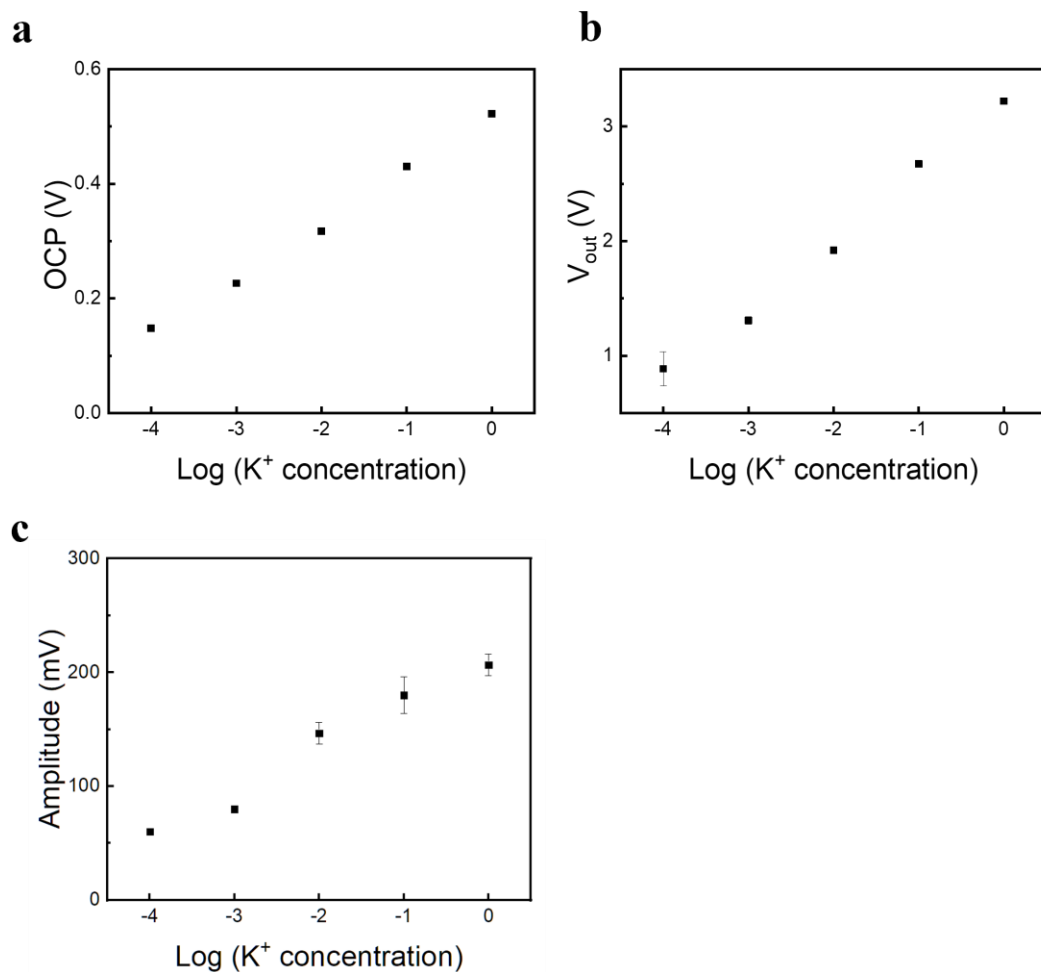 a
0.6
0.4
0.2
0.0
OCP (V)
-4 -3 -2 -1 0
Log (K⁺ concentration)
b
3
2
1
V_out (V)
-4 -3 -2 -1 0
Log (K⁺ concentration)
c
300
200
100
0
Amplitude (mV)
-4 -3 -2 -1 0
Log (K⁺ concentration)